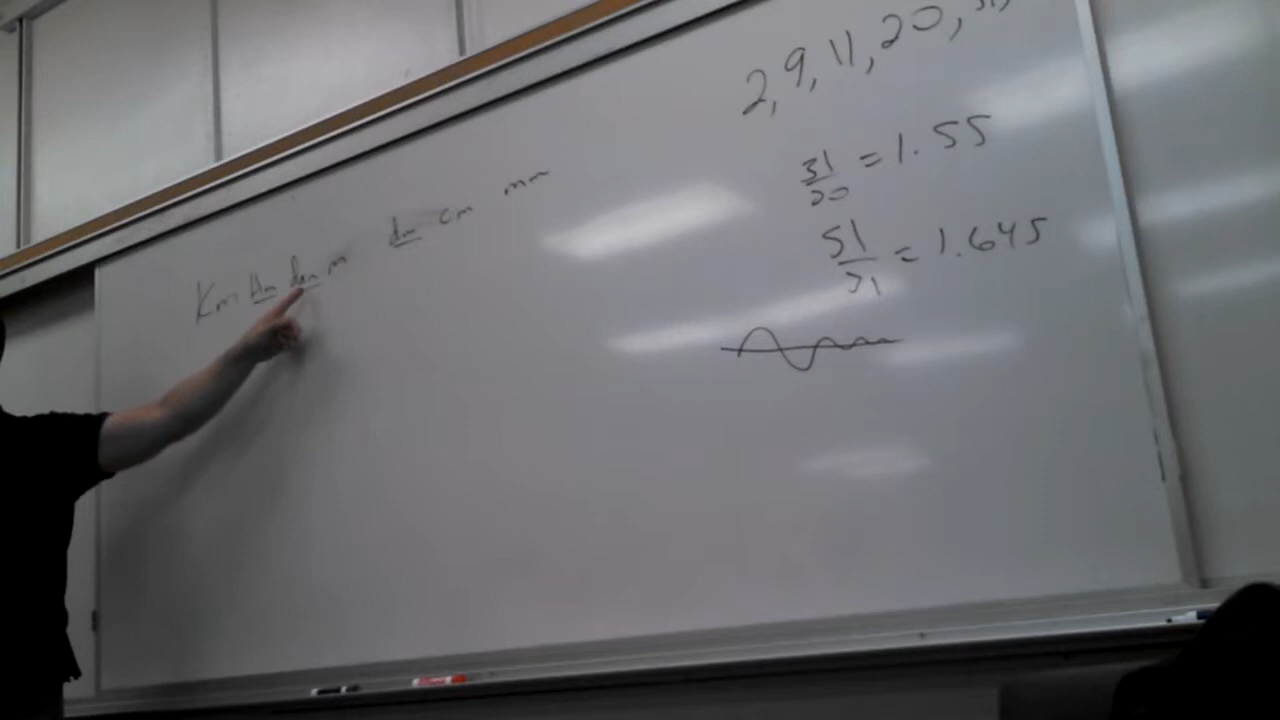 2, 9, 11, 20, 31,
31/20 = 1.55
Km Hm dam m dm cm mm
51/31 = 1.645